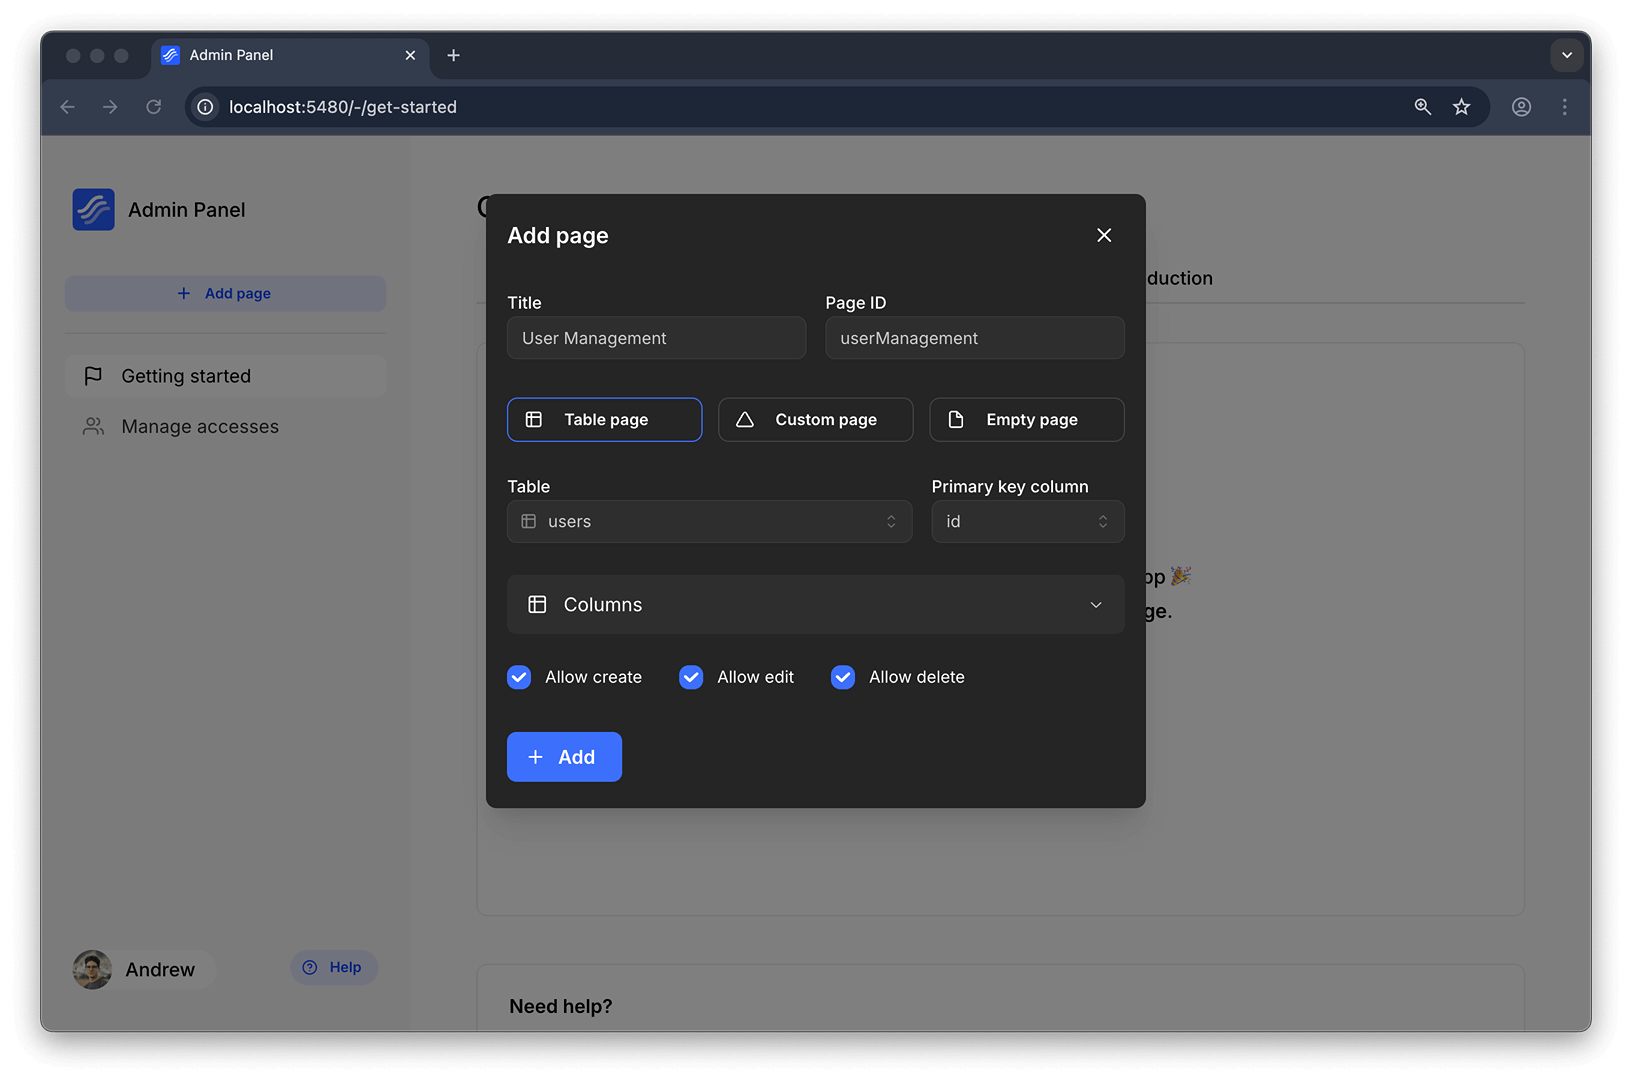 Admin Panel
localhost:5480/-/get-started
Admin Panel
Add page
Getting started
Manage accesses
Andrew
Help
duction
ge.
Need help?
Add page
Title
Page ID
User Management
userManagement
Table page
Custom page
Empty page
Table
Primary key column
users
id
Columns
Allow create
Allow edit
Allow delete
Add